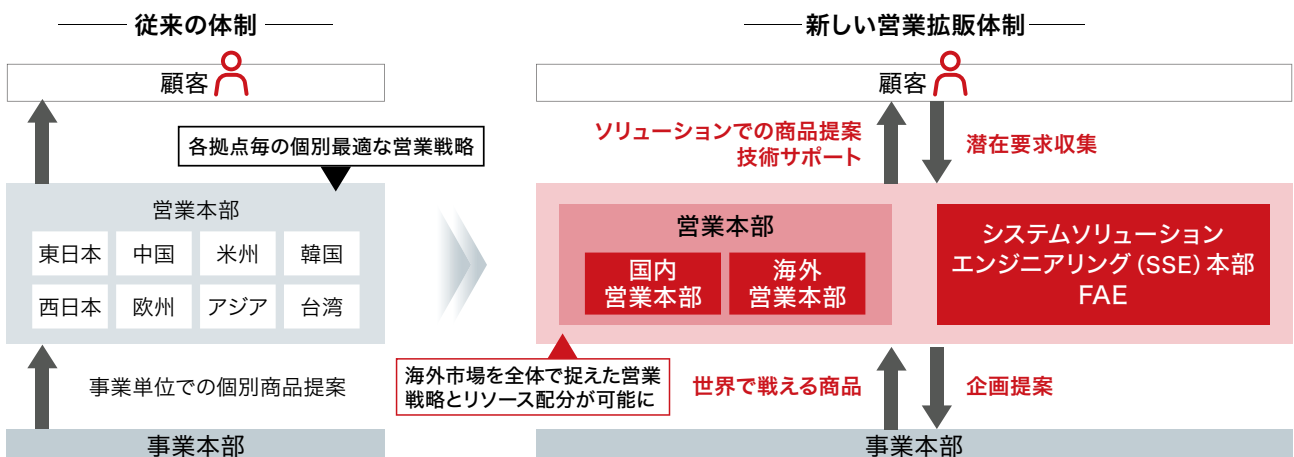 従来の体制
顧客
各拠点毎の個別最適な営業戦略
営業本部
東日本 中国 米州 韓国
西日本 欧州 アジア 台湾
事業単位での個別商品提案
事業本部
新しい営業拡販体制
顧客
ソリューションでの商品提案
技術サポート
潜在要求収集
営業本部
国内
営業本部
海外
営業本部
システムソリューション
エンジニアリング(SSE)本部
FAE
海外市場を全体で捉えた営業
戦略とリソース配分が可能に
世界で戦える商品
企画提案
事業本部